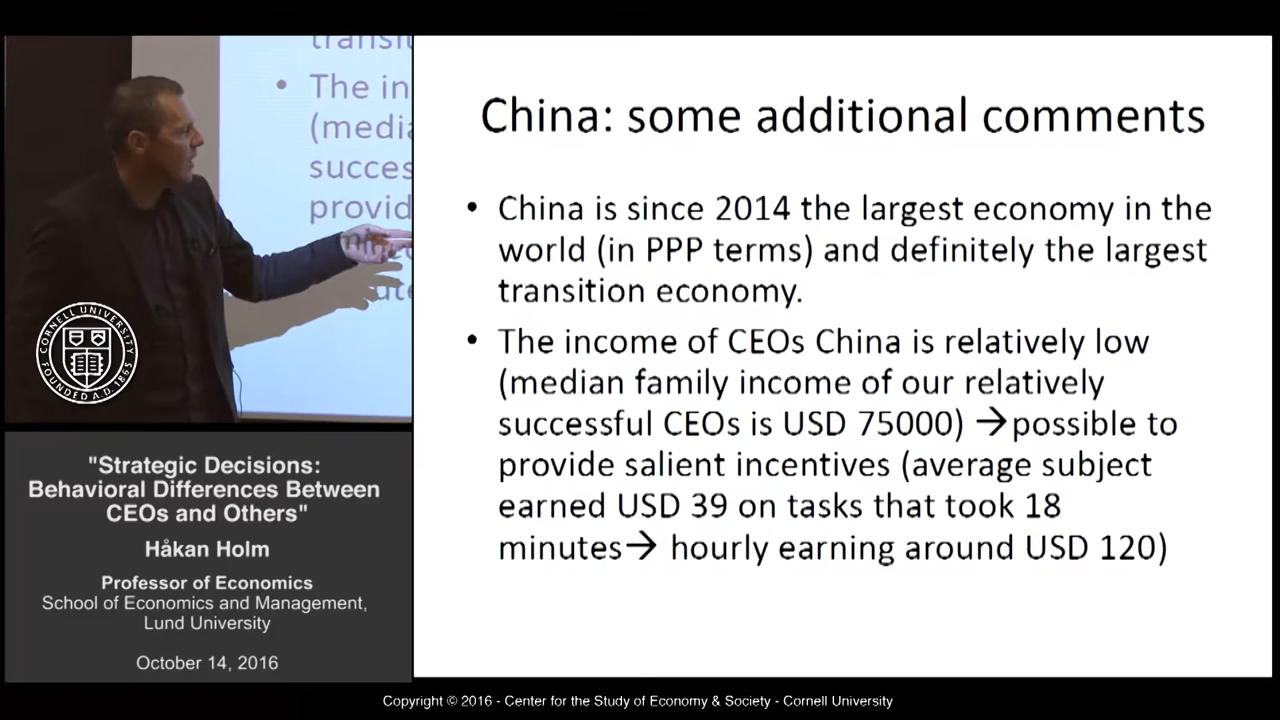 transit
• The in
(media
succes
provid
CORNELL UNIVERSITY
FOUNDED A.D. 1865
"Strategic Decisions:
Behavioral Differences Between
CEOs and Others"
Håkan Holm
Professor of Economics
School of Economics and Management,
Lund University
October 14, 2016
China: some additional comments
• China is since 2014 the largest economy in the
world (in PPP terms) and definitely the largest
transition economy.
• The income of CEOs China is relatively low
(median family income of our relatively
successful CEOs is USD 75000) →possible to
provide salient incentives (average subject
earned USD 39 on tasks that took 18
minutes→ hourly earning around USD 120)
Copyright © 2016 - Center for the Study of Economy & Society - Cornell University